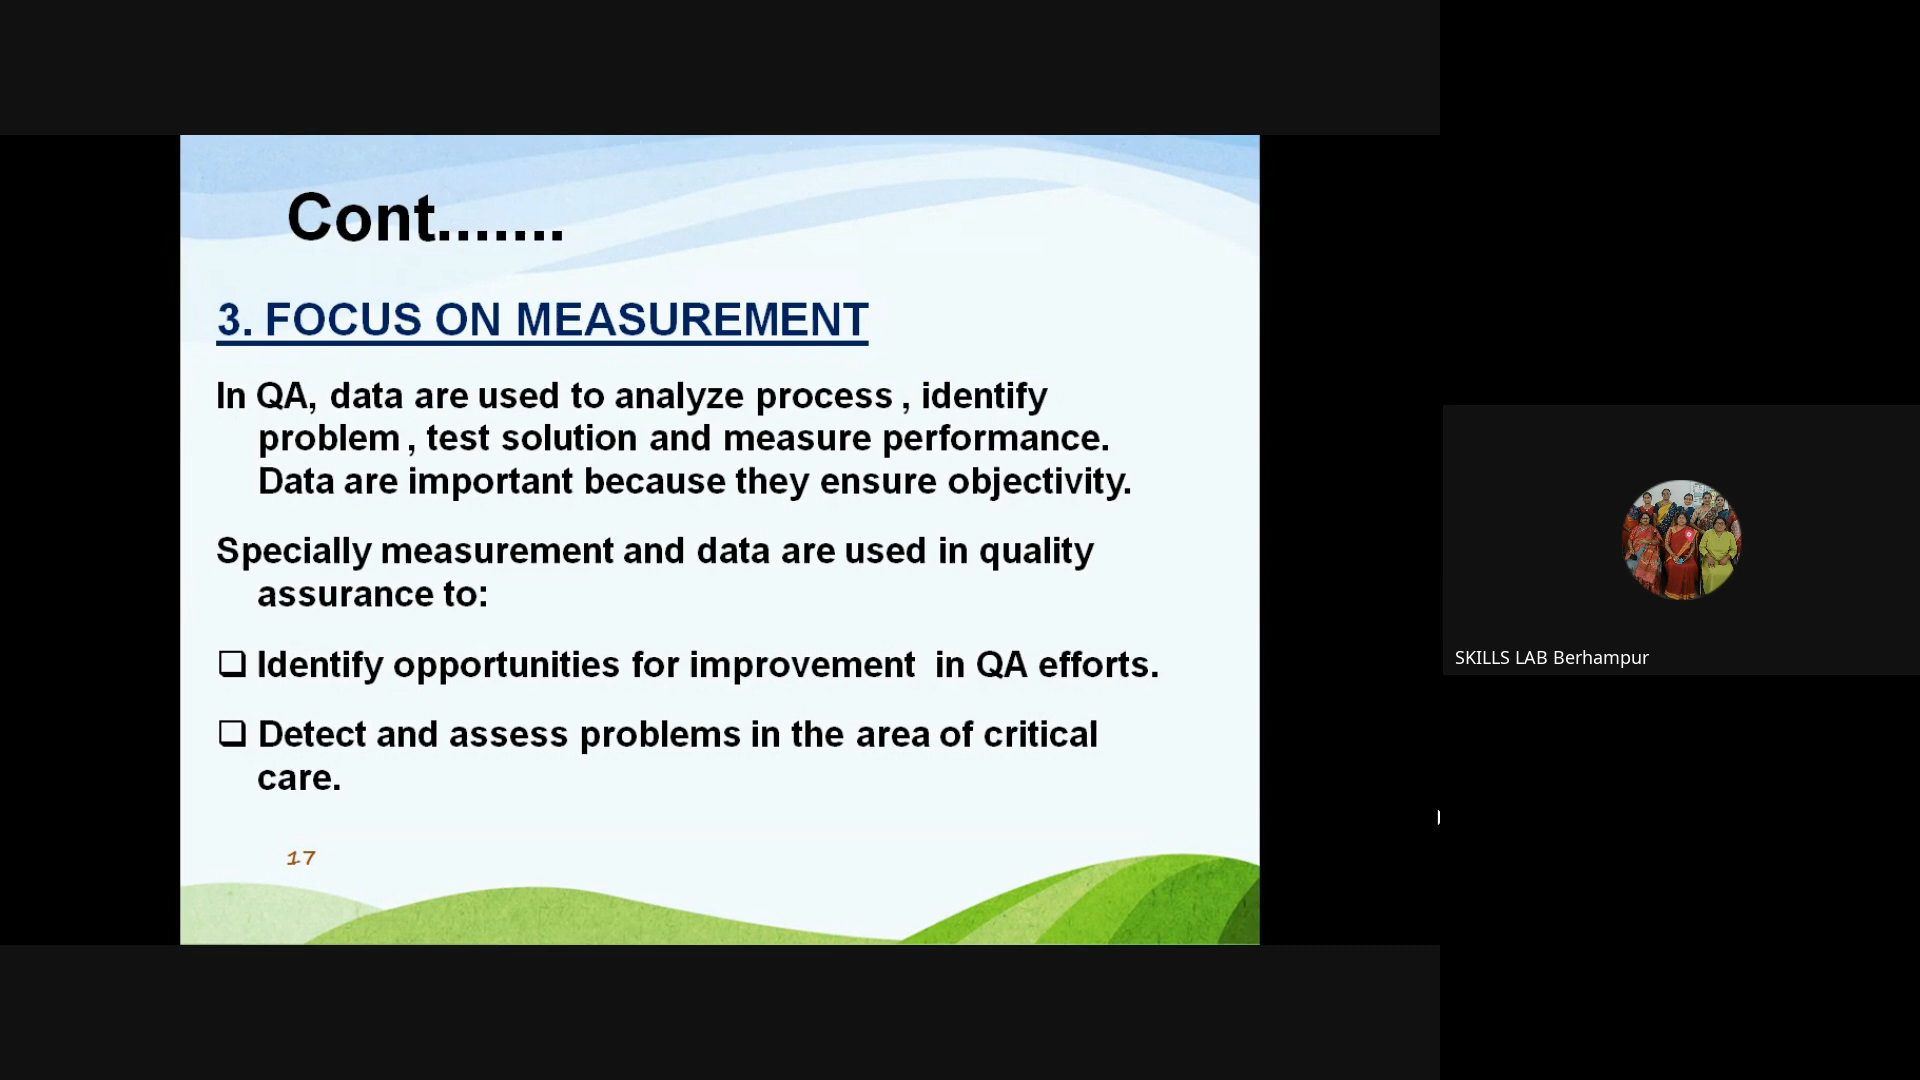 Cont.......
3. FOCUS ON MEASUREMENT
In QA, data are used to analyze process , identify
problem , test solution and measure performance.
Data are important because they ensure objectivity.
Specially measurement and data are used in quality
assurance to:
❑ Identify opportunities for improvement  in QA efforts.
❑ Detect and assess problems in the area of critical
care.
17
SKILLS LAB Berhampur